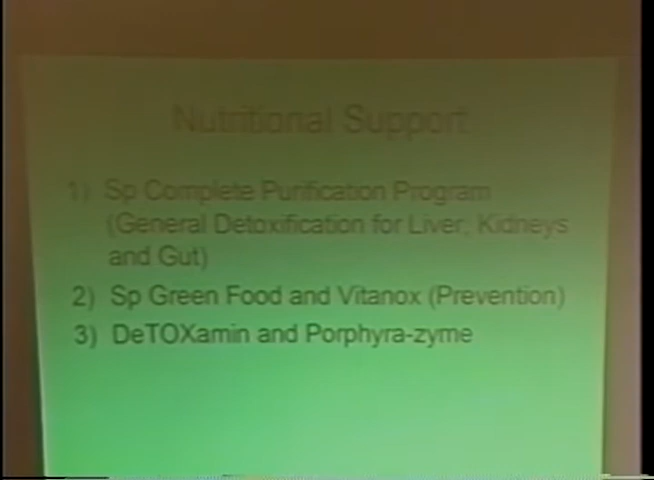 Nutritional Support
1) Sp Complete Purification Program
(General Detoxification for Liver, Kidneys
and Gut)
2) Sp Green Food and Vitanox (Prevention)
3) DeTOXamin and Porphyra-zyme